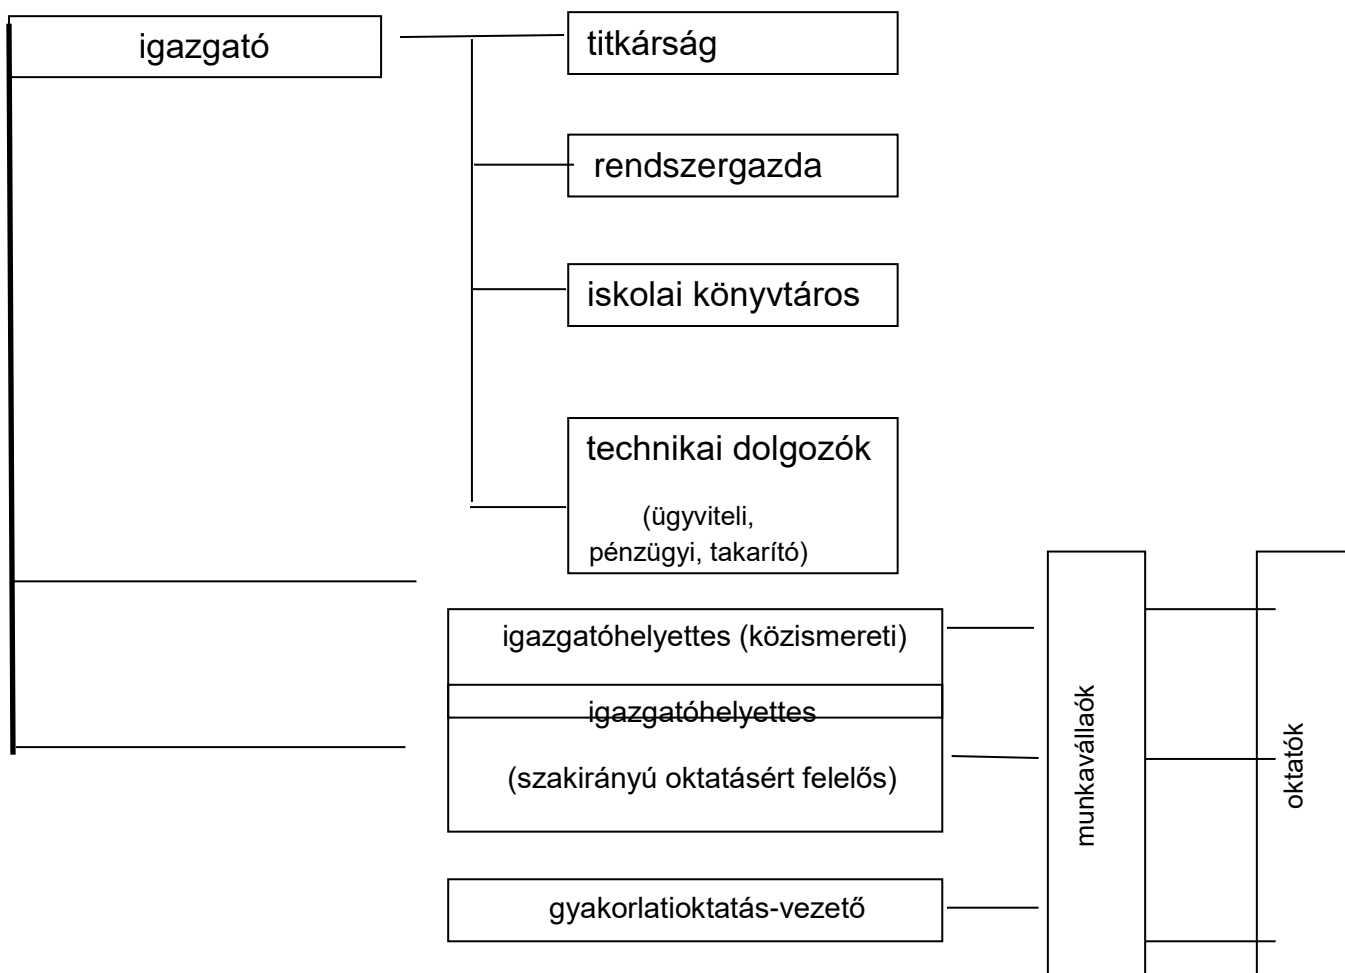 igazgató
titkárság
rendszergazda
iskolai könyvtáros
technikai dolgozók
(ügyviteli,
pénzügyi, takarító)
igazgatóhelyettes (közismereti)
igazgatóhelyettes
(szakirányú oktatásért felelős)
gyakorlatioktatás-vezető
munkavállaók
oktatók